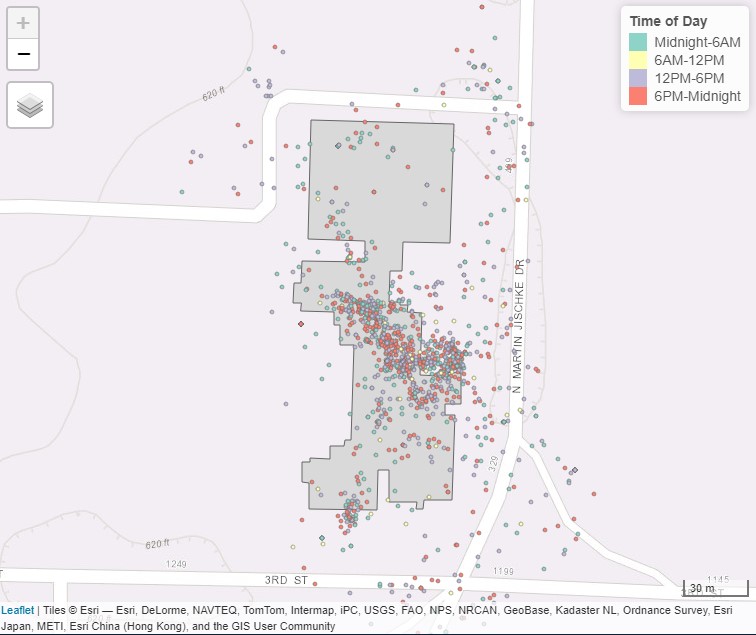 +
−
Time of Day
Midnight-6AM
6AM-12PM
12PM-6PM
6PM-Midnight
620 ft
N MARTIN JISCHKE DR
329
620 ft
1249
3RD ST
1199
1145
30 m
Leaflet | Tiles © Esri — Esri, DeLorme, NAVTEQ, TomTom, Intermap, iPC, USGS, FAO, NPS, NRCAN, GeoBase, Kadaster NL, Ordnance Survey, Esri
Japan, METI, Esri China (Hong Kong), and the GIS User Community